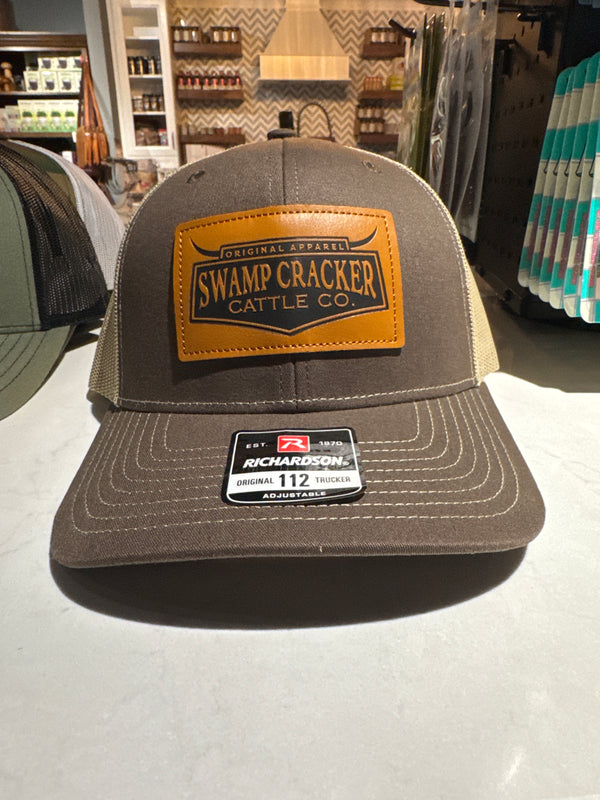 ORIGINAL APPAREL
SWAMP CRACKER
CATTLE CO.
EST. R 1970
RICHARDSON®
ORIGINAL 112 TRUCKER
ADJUSTABLE